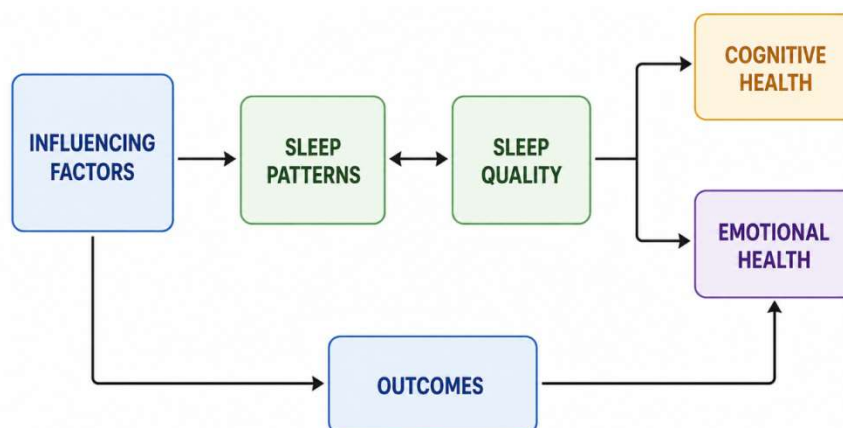 INFLUENCING
FACTORS
SLEEP
PATTERNS
SLEEP
QUALITY
COGNITIVE
HEALTH
EMOTIONAL
HEALTH
OUTCOMES